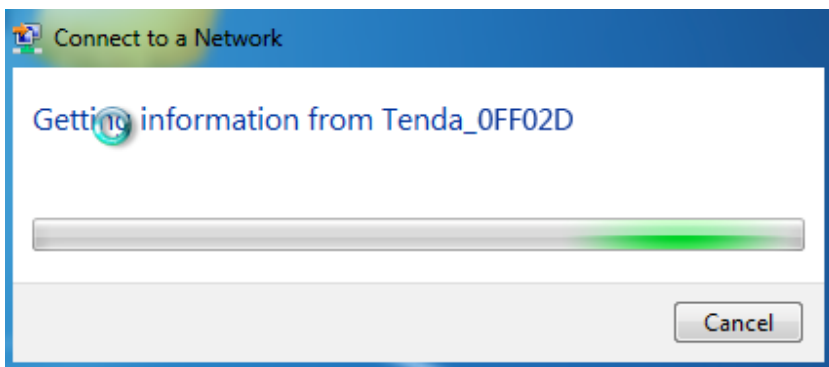 Connect to a Network
Getting information from Tenda_0FF02D
Cancel